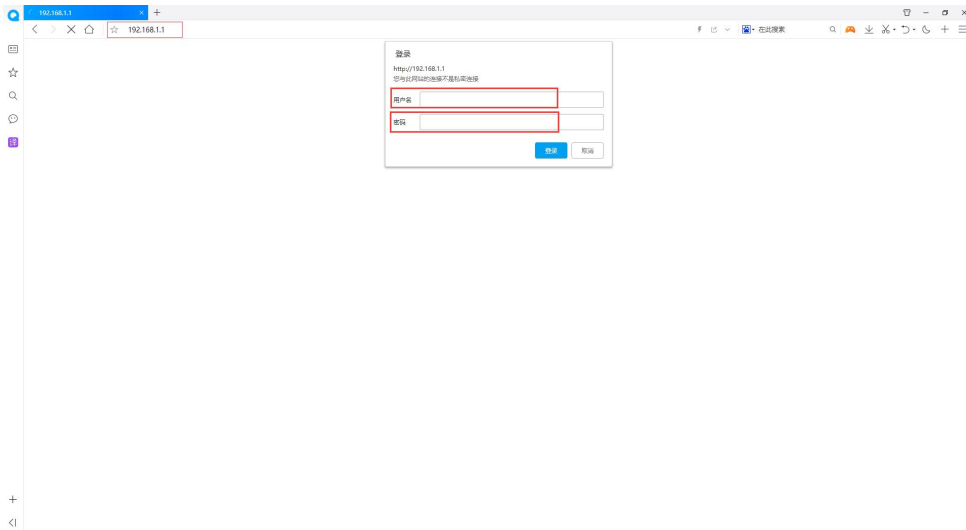 192.168.1.1
192.168.1.1
在此搜索
登录
http://192.168.1.1
您与此网站的连接不是私密连接
用户名
密码
登录
取消